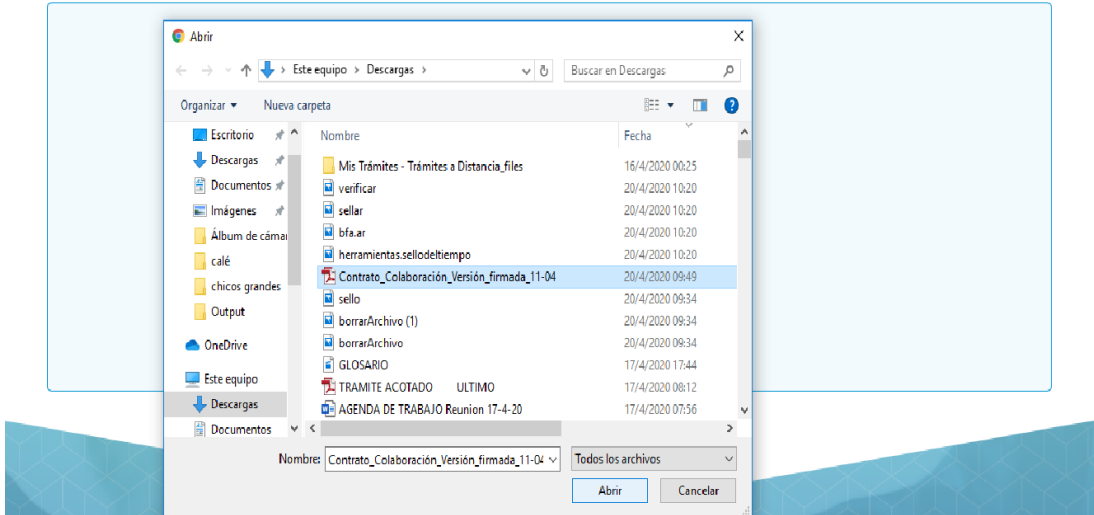 Abrir
Este equipo > Descargas >
Buscar en Descargas
Organizar
Nueva carpeta
Escritorio
Descargas
Documentos
Imágenes
Álbum de cámar
calé
chicos grandes
Output
OneDrive
Este equipo
Descargas
Documentos
Nombre Fecha
Mis Trámites - Trámites a Distancia_files 16/4/2020 00:25
verificar 20/4/2020 10:20
sellar 20/4/2020 10:20
bfa.ar 20/4/2020 10:20
herramientas.sellodeltiempo 20/4/2020 10:20
Contrato_Colaboración_Versión_firmada_11-04 20/4/2020 09:49
sello 20/4/2020 09:34
borrarArchivo (1) 20/4/2020 09:34
borrarArchivo 20/4/2020 09:34
GLOSARIO 17/4/2020 17:44
TRAMITE ACOTADO ULTIMO 17/4/2020 08:12
AGENDA DE TRABAJO Reunion 17-4-20 17/4/2020 07:56
Nombre: Contrato_Colaboración_Versión_firmada_11-04 Todos los archivos
Abrir Cancelar